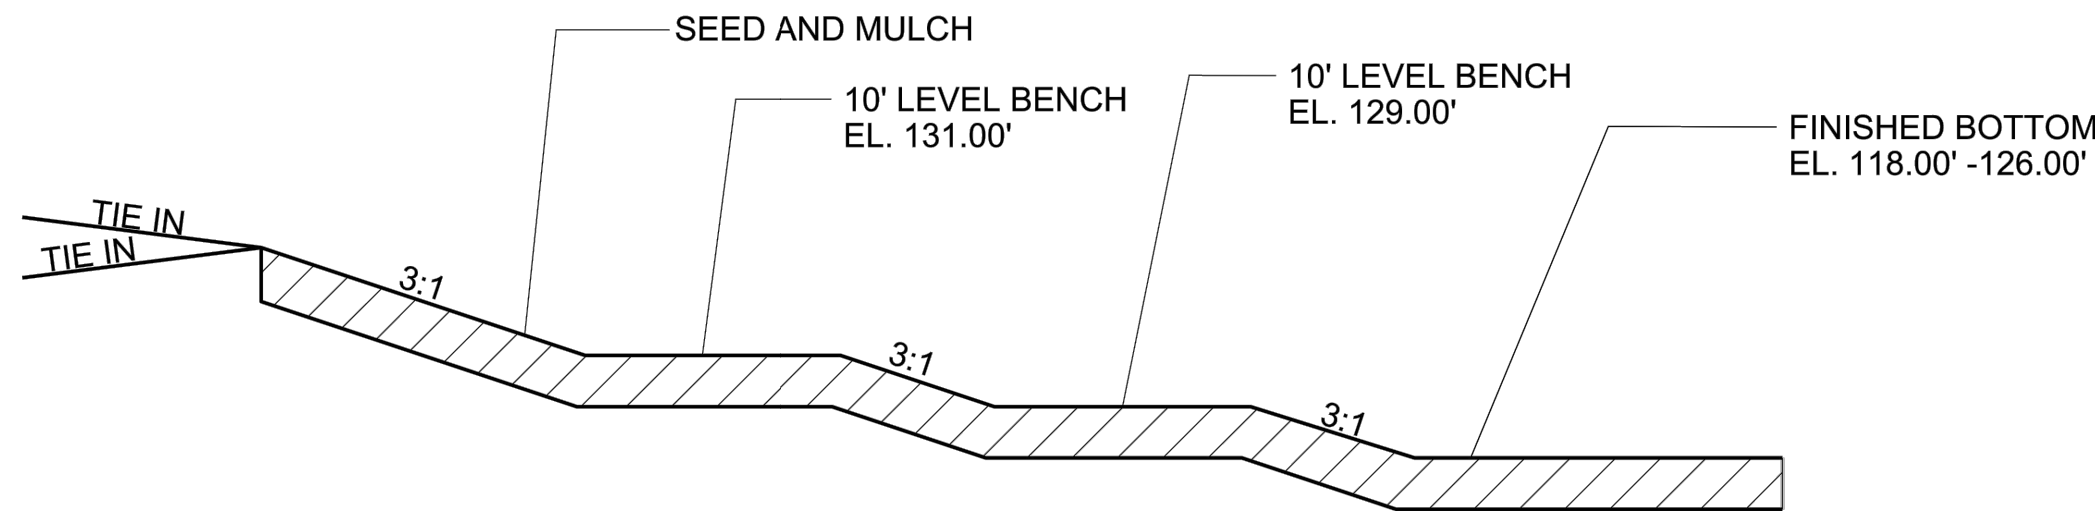 SEED AND MULCH
10' LEVEL BENCH
EL. 131.00'
10' LEVEL BENCH
EL. 129.00'
FINISHED BOTTOM
EL. 118.00' -126.00'
TIE IN
TIE IN
3:1
3:1
3:1